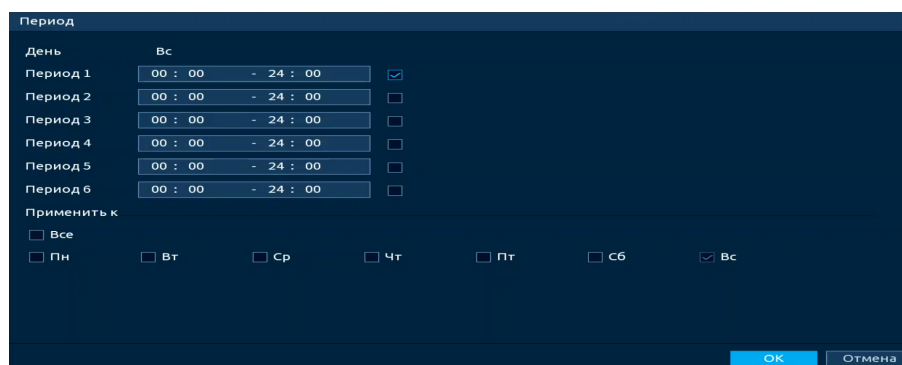 Период
День Вс
Период 1 00 : 00 - 24 : 00
Период 2 00 : 00 - 24 : 00
Период 3 00 : 00 - 24 : 00
Период 4 00 : 00 - 24 : 00
Период 5 00 : 00 - 24 : 00
Период 6 00 : 00 - 24 : 00
Применить к
Все
Пн Вт Ср Чт Пт Сб Вс
OK Отмена